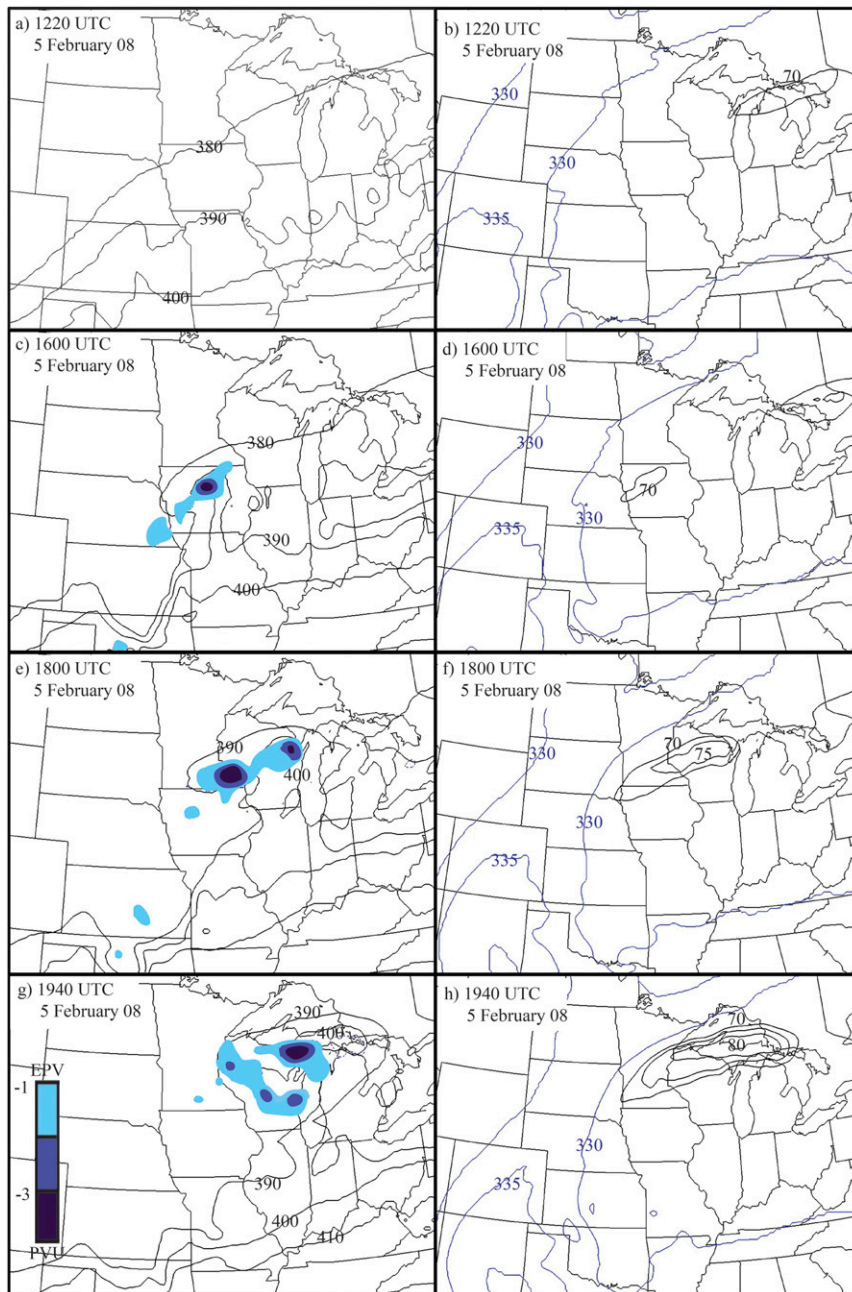 a) 1220 UTC
5 February 08
380
390
400
b) 1220 UTC
5 February 08
70
330
330
335
c) 1600 UTC
5 February 08
380
390
400
d) 1600 UTC
5 February 08
330
70
335
330
e) 1800 UTC
5 February 08
390
400
f) 1800 UTC
5 February 08
70
75
330
330
335
g) 1940 UTC
5 February 08
390
400
EPV
-1
-3
PVU
390
400
410
h) 1940 UTC
5 February 08
70
80
330
335